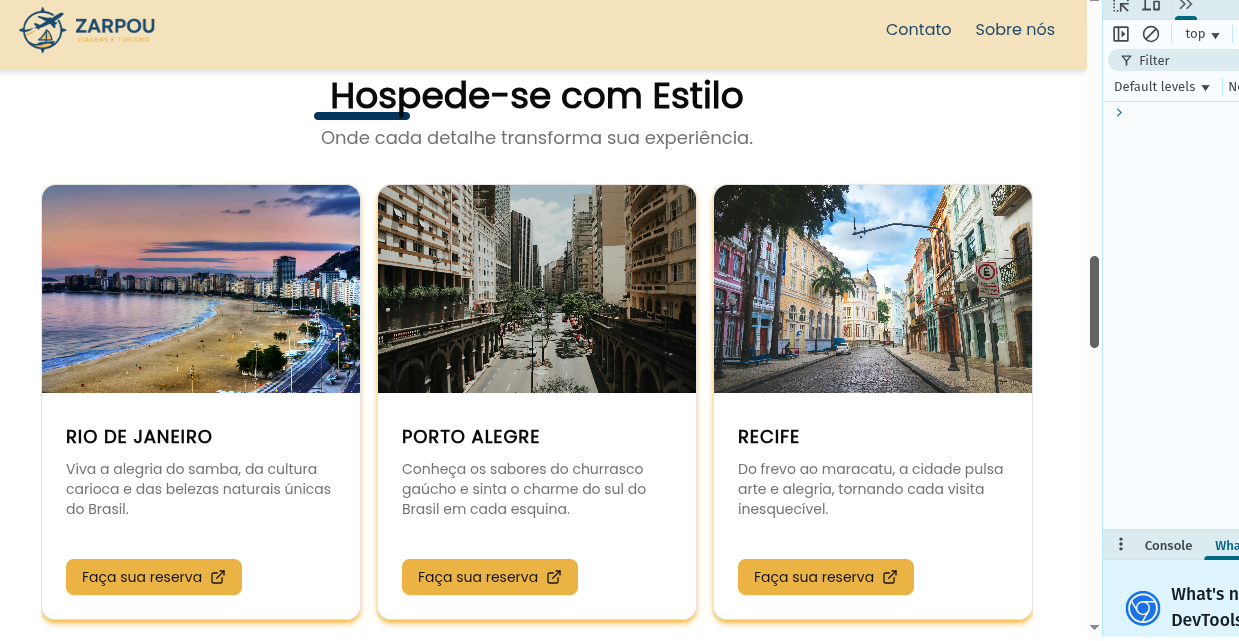 ZARPOU
VIAGENS E TURISMO
Contato
Sobre nós
Hospede-se com Estilo
Onde cada detalhe transforma sua experiência.
E
RIO DE JANEIRO
Viva a alegria do samba, da cultura
carioca e das belezas naturais únicas
do Brasil.
Faça sua reserva
PORTO ALEGRE
Conheça os sabores do churrasco
gaúcho e sinta o charme do sul do
Brasil em cada esquina.
Faça sua reserva
RECIFE
Do frevo ao maracatu, a cidade pulsa
arte e alegria, tornando cada visita
inesquecível.
Faça sua reserva
top
Filter
Default levels
Console
What's
DevTools